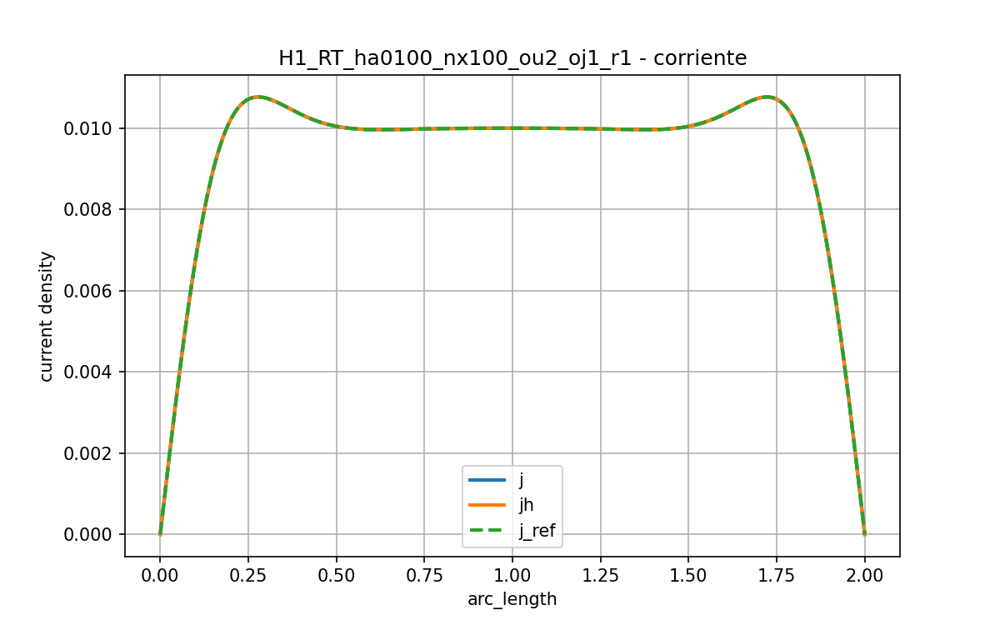 H1_RT_ha0100_nx100_ou2_oj1_r1 - corriente
current density
0.010
0.008
0.006
0.004
0.002
0.000
j
jh
j_ref
0.00 0.25 0.50 0.75 1.00 1.25 1.50 1.75 2.00
arc_length